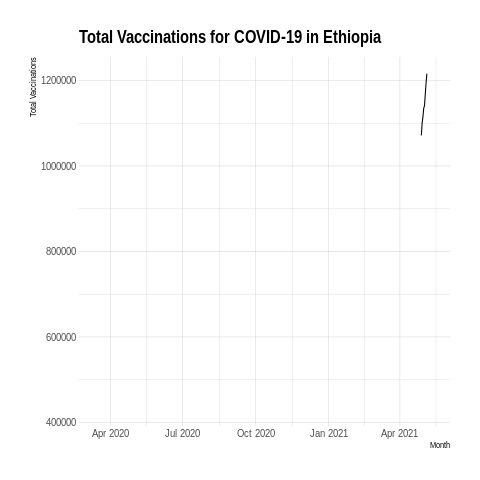 Total Vaccinations for COVID-19 in Ethiopia
Total Vaccinations
1200000
1000000
800000
600000
400000
Apr 2020 Jul 2020 Oct 2020 Jan 2021 Apr 2021
Month